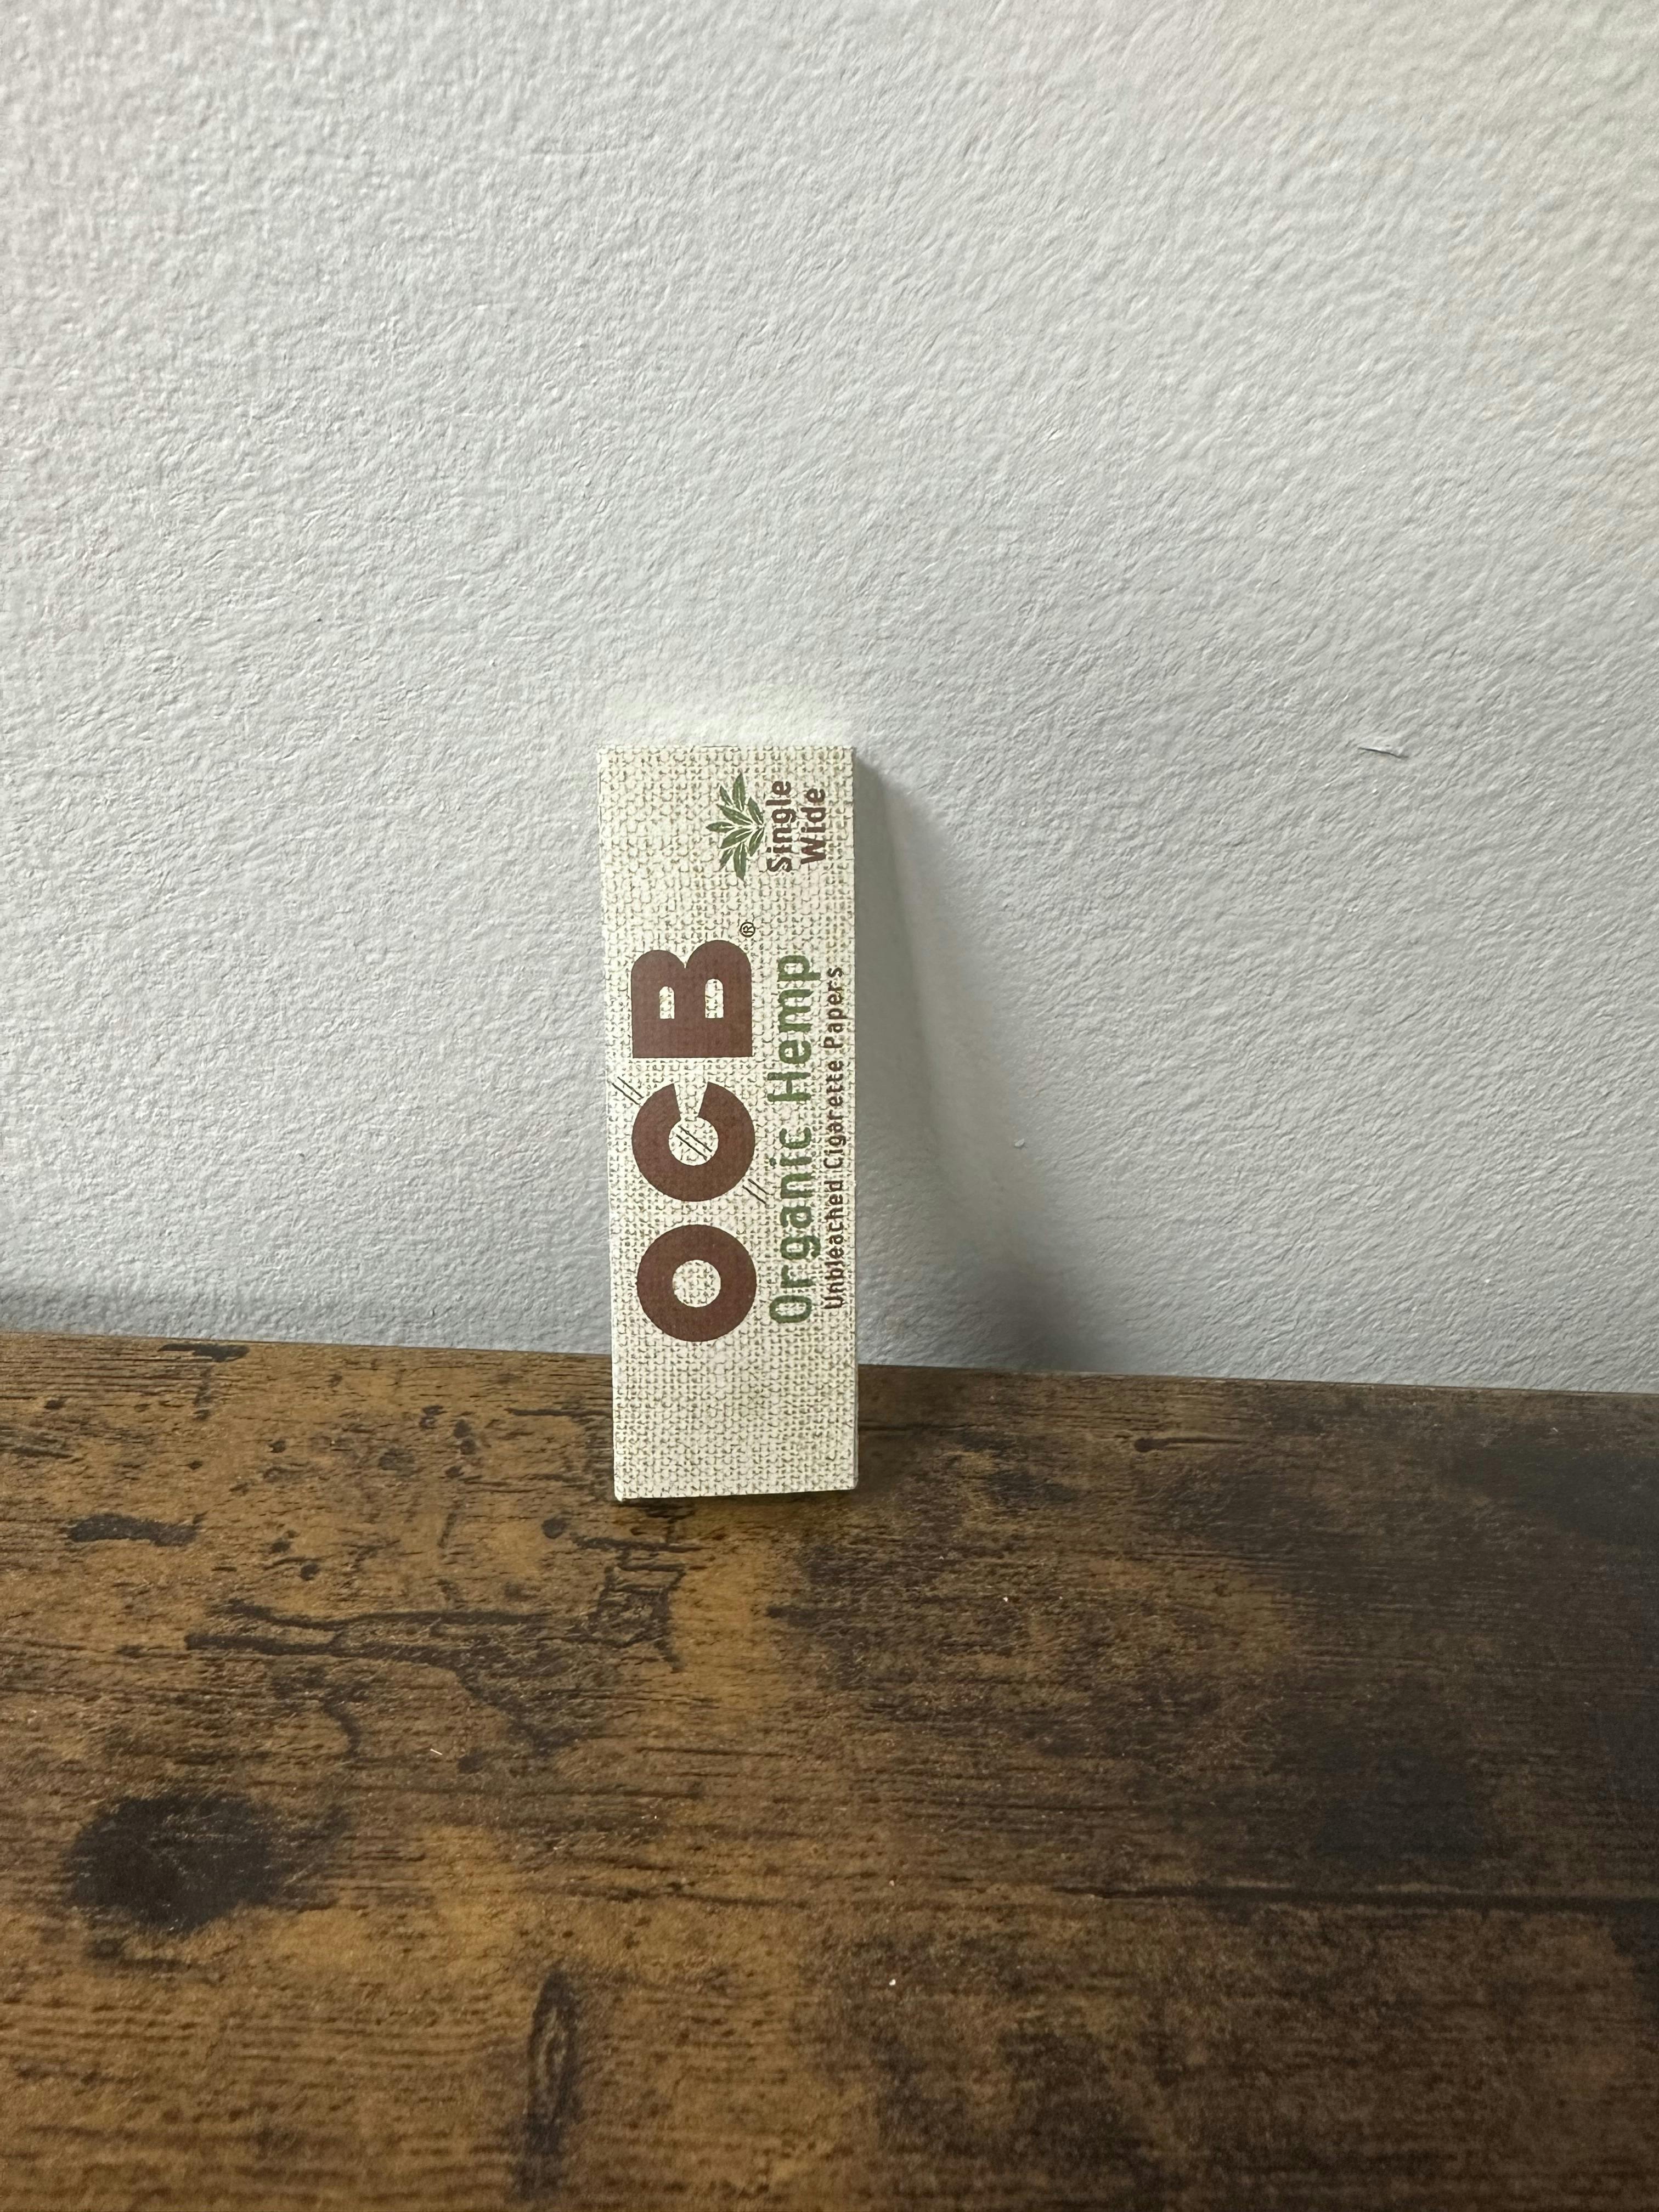 OCB®
Organic Hemp
Unbleached Cigarette Papers
Single
Wide